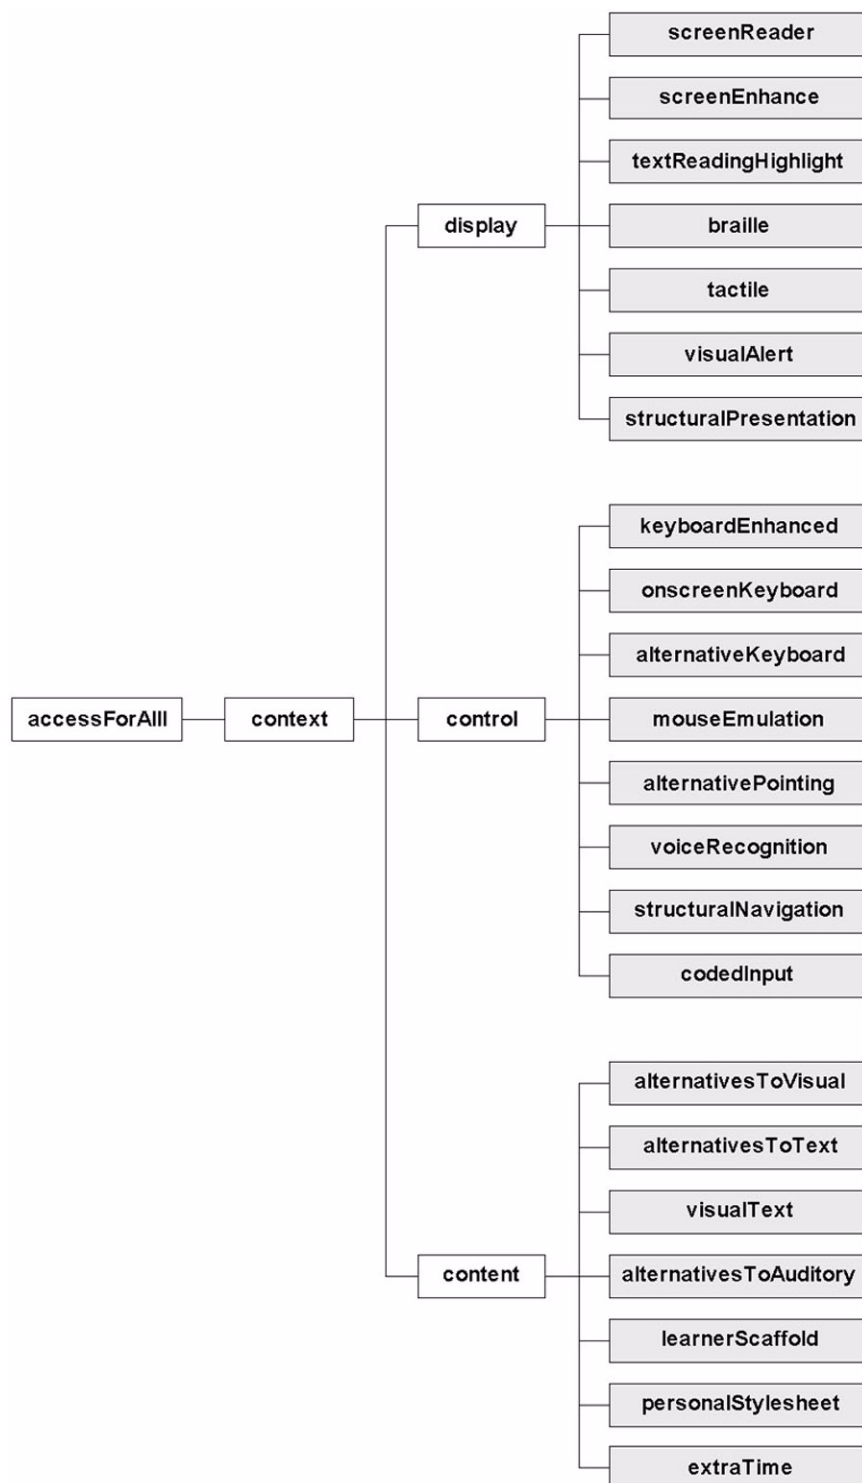 screenReader
screenEnhance
textReadingHighlight
display
braille
tactile
visualAlert
structuralPresentation
keyboardEnhanced
onscreenKeyboard
alternativeKeyboard
accessForAlll
context
control
mouseEmulation
alternativePointing
voiceRecognition
structuralNavigation
codedInput
alternativesToVisual
alternativesToText
visualText
content
alternativesToAuditory
learnerScaffold
personalStylesheet
extraTime